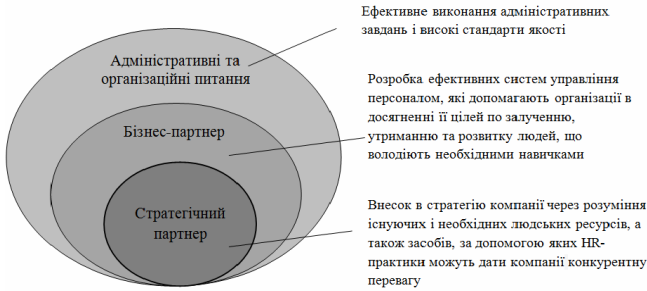 Ефективне виконання адміністративних
завдань і високі стандарти якості
Адміністративні та
організаційні питання
Розробка ефективних систем управління
персоналом, які допомагають організації в
досягненні її цілей по залученню,
утриманню та розвитку людей, що
володіють необхідними навичками
Бізнес-партнер
Внесок в стратегію компанії через розуміння
існуючих і необхідних людських ресурсів, а
також засобів, за допомогою яких HR-
практики можуть дати компанії конкурентну
перевагу
Стратегічний
партнер